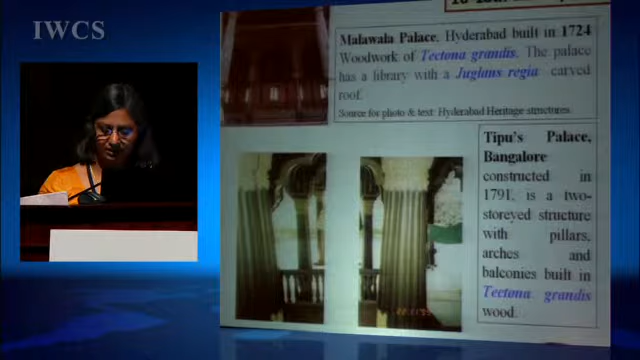 IWCS
Malawala Palace, Hyderabad built in 1724
Woodwork of Tectona grandis. The palace
has a library with a Juglans regia carved
roof.
Source for photo & text: Hyderabad Heritage structures.
Tipu's Palace,
Bangalore
constructed in
1791, is a two-
storeyed structure
with pillars,
arches and
balconies built in
Tectona grandis
wood.